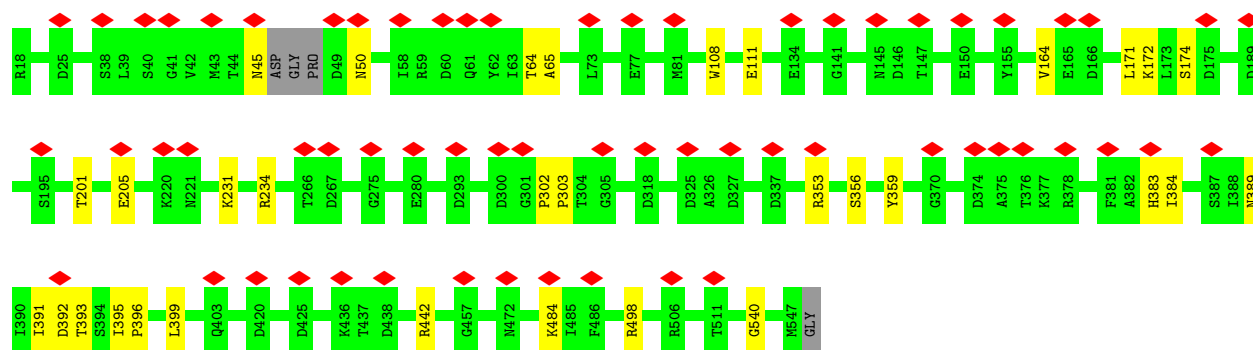 R18 D25 S38 L39 S40 G41 V42 M43 T44 N45 ASP GLY PRO D49 N50 I58 R59 D60 Q61 Y62 I63 T64 A65 L73 E77 M81 W108 E111 E134 G141 N145 D146 T147 E150 Y155 V164 E165 D166 L171 K172 L173 S174 D175 D189
S195 T201 E205 K220 N221 K231 R234 T266 D267 G275 E280 D293 D300 G301 P302 P303 T304 G305 D318 D325 A326 D327 D337 R353 S356 Y359 G370 D374 A375 T376 K377 R378 F381 A382 H383 I384 S387 I388 N389
I390 I391 D392 T393 S394 I395 P396 L399 Q403 D420 D425 K436 T437 D438 R442 G457 N472 K484 I485 F486 R498 R506 T511 G540 M547 GLY